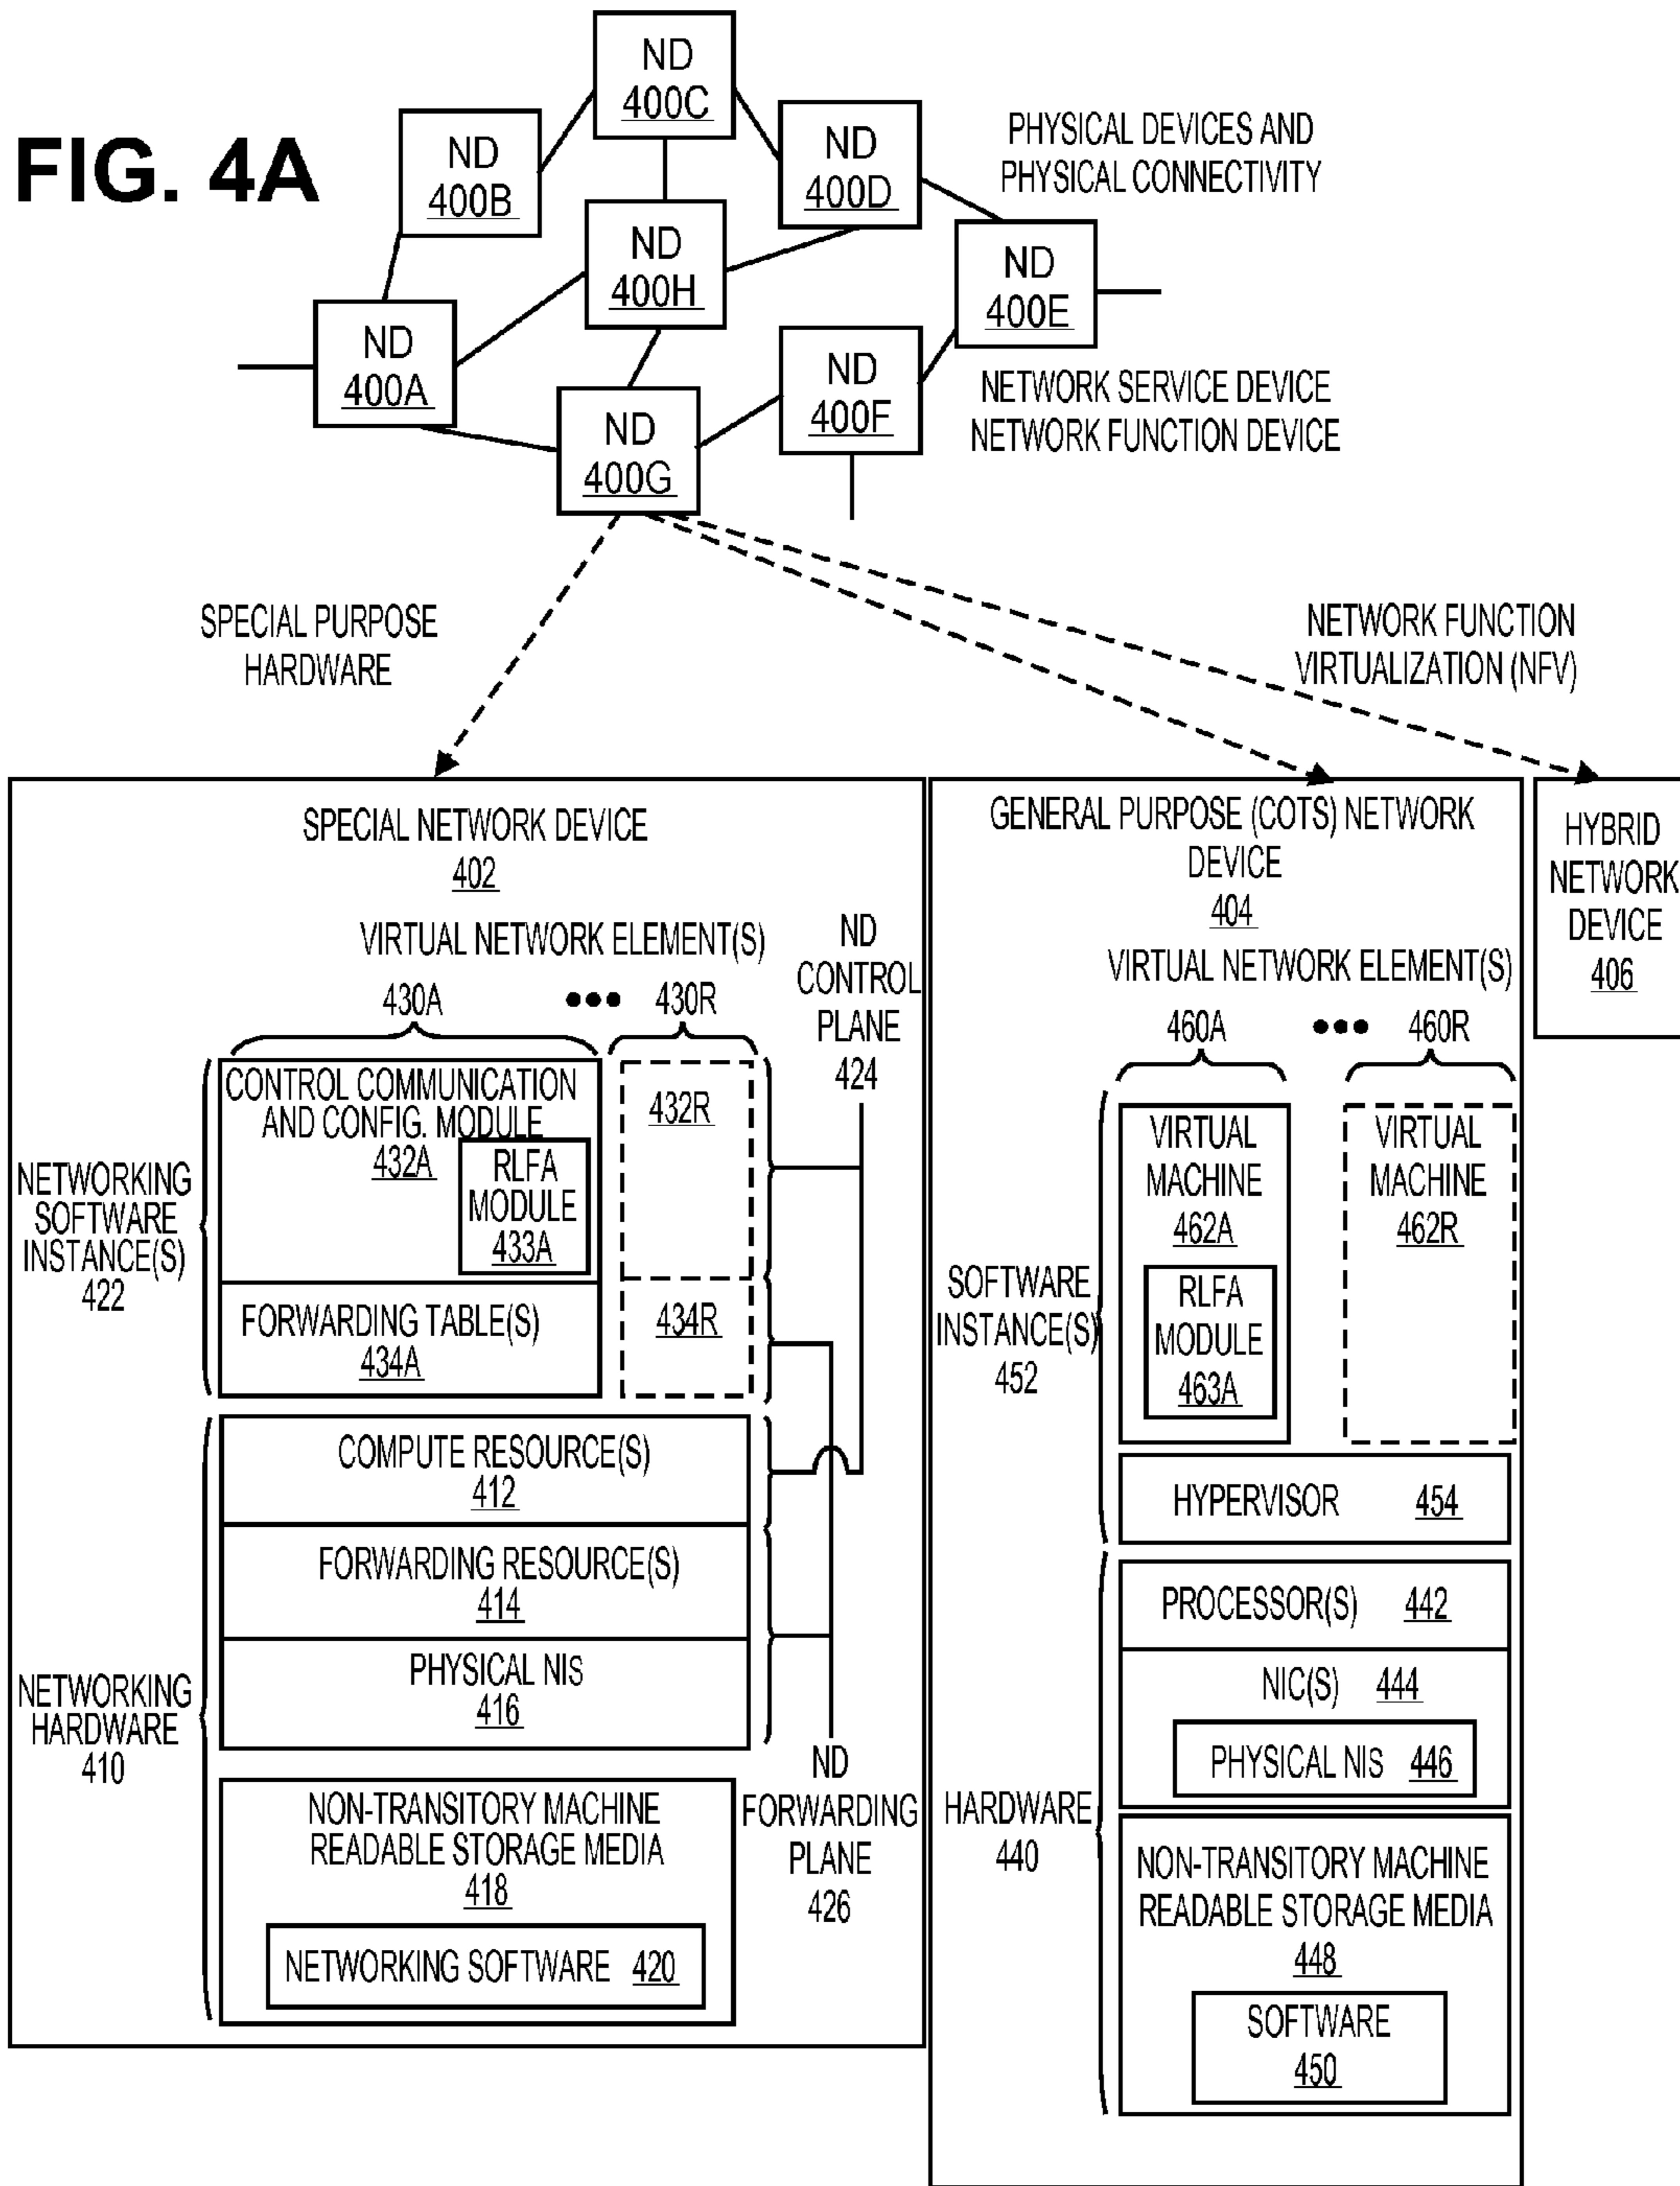 FIG. 4A
ND
400C
ND
400B
ND
400D
PHYSICAL DEVICES AND
PHYSICAL CONNECTIVITY
ND
400H
ND
400E
ND
400A
ND
400F
NETWORK SERVICE DEVICE
NETWORK FUNCTION DEVICE
ND
400G
SPECIAL PURPOSE
HARDWARE
NETWORK FUNCTION
VIRTUALIZATION (NFV)
SPECIAL NETWORK DEVICE
402
VIRTUAL NETWORK ELEMENT(S)
430A
••• 430R
ND
CONTROL
PLANE
424
CONTROL COMMUNICATION
AND CONFIG. MODULE
432A
RLFA
MODULE
433A
432R
NETWORKING
SOFTWARE
INSTANCE(S)
422
FORWARDING TABLE(S)
434A
434R
COMPUTE RESOURCE(S)
412
FORWARDING RESOURCE(S)
414
PHYSICAL NIS
416
NETWORKING
HARDWARE
410
ND
FORWARDING
PLANE
426
NON-TRANSITORY MACHINE
READABLE STORAGE MEDIA
418
NETWORKING SOFTWARE 420
GENERAL PURPOSE (COTS) NETWORK
DEVICE
404
VIRTUAL NETWORK ELEMENT(S)
460A ••• 460R
VIRTUAL
MACHINE
462A
RLFA
MODULE
463A
VIRTUAL
MACHINE
462R
SOFTWARE
INSTANCE(S)
452
HYPERVISOR 454
PROCESSOR(S) 442
NIC(S) 444
PHYSICAL NIS 446
HARDWARE
440
NON-TRANSITORY MACHINE
READABLE STORAGE MEDIA
448
SOFTWARE
450
HYBRID
NETWORK
DEVICE
406